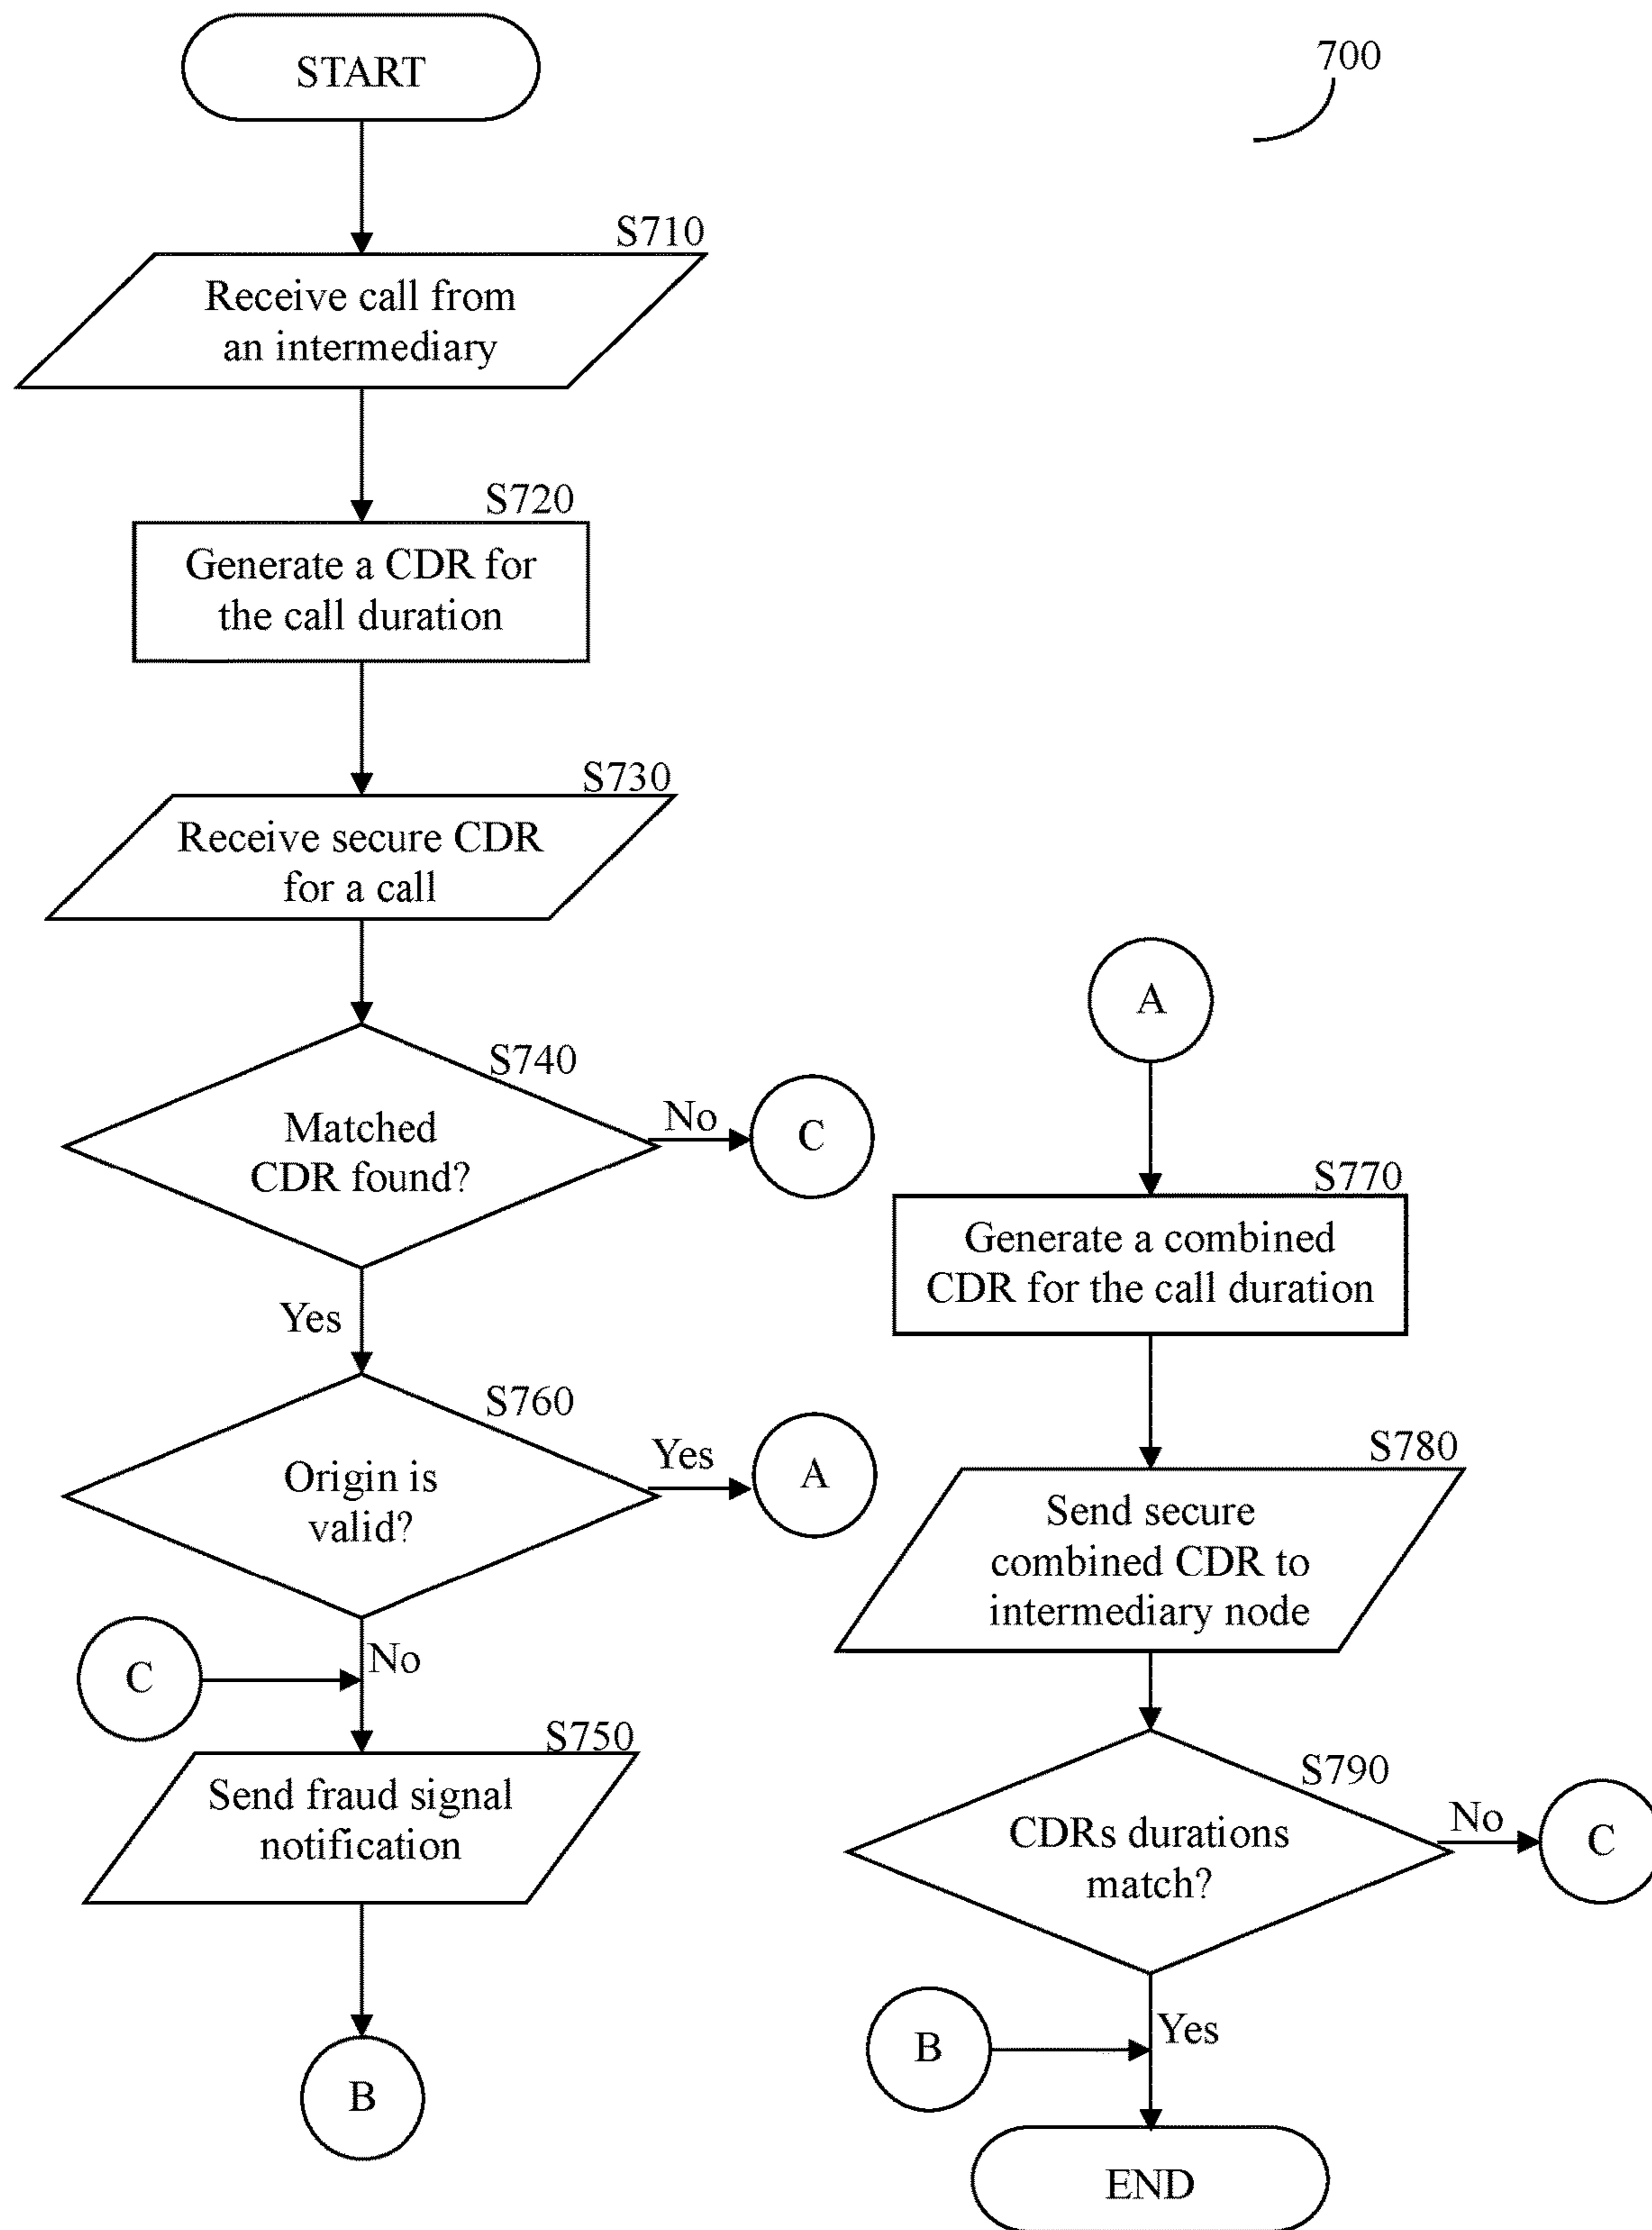 START
700
S710
Receive call from
an intermediary
S720
Generate a CDR for
the call duration
S730
Receive secure CDR
for a call
S740
Matched
CDR found?
No
C
Yes
S760
Origin is
valid?
Yes
A
No
C
S750
Send fraud signal
notification
B
A
S770
Generate a combined
CDR for the call duration
S780
Send secure
combined CDR to
intermediary node
S790
CDRs durations
match?
No
C
Yes
B
END